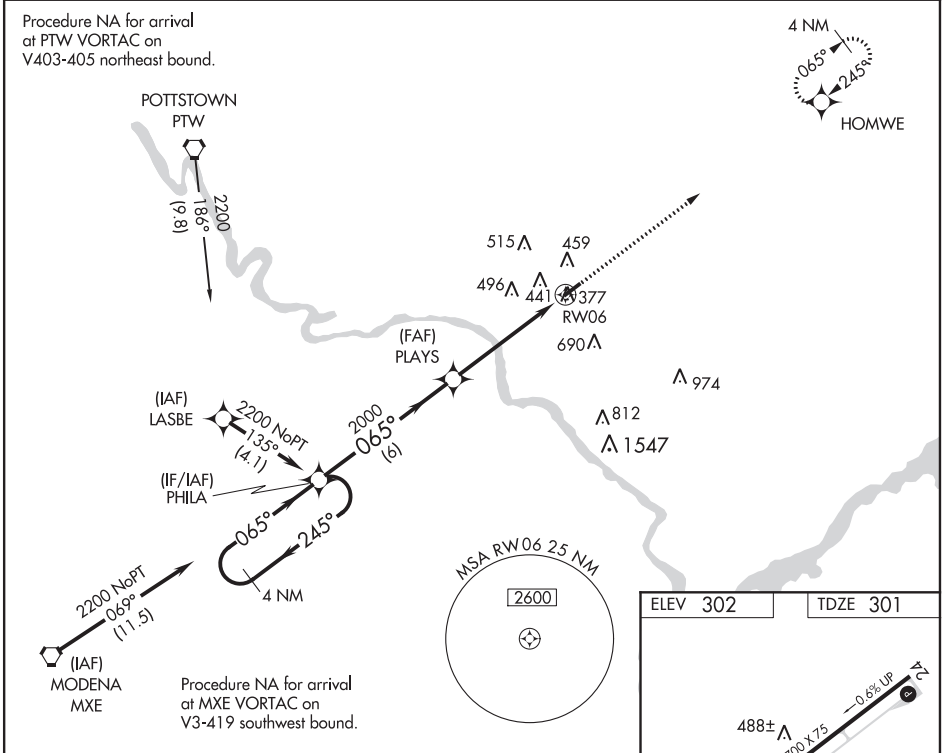 Procedure NA for arrival
at PTW VORTAC on
V403-405 northeast bound.
4 NM
065°
245°
HOMWE
POTTSTOWN
PTW
2200
186°
(9.8)
515
459
496
441
377
RW06
690
(FAF)
PLAYS
974
(IAF)
LASBE
2200 NoPT
135°
(4.1)
2000
065°
(6)
812
1547
(IF/IAF)
PHILA
065°
245°
4 NM
MSA RW06 25 NM
2600
2200 NoPT
069°
(11.5)
(IAF)
MODENA
MXE
Procedure NA for arrival
at MXE VORTAC on
V3-419 southwest bound.
ELEV 302
TDZE 301
24
P
0.6% UP
488±
700 X 75